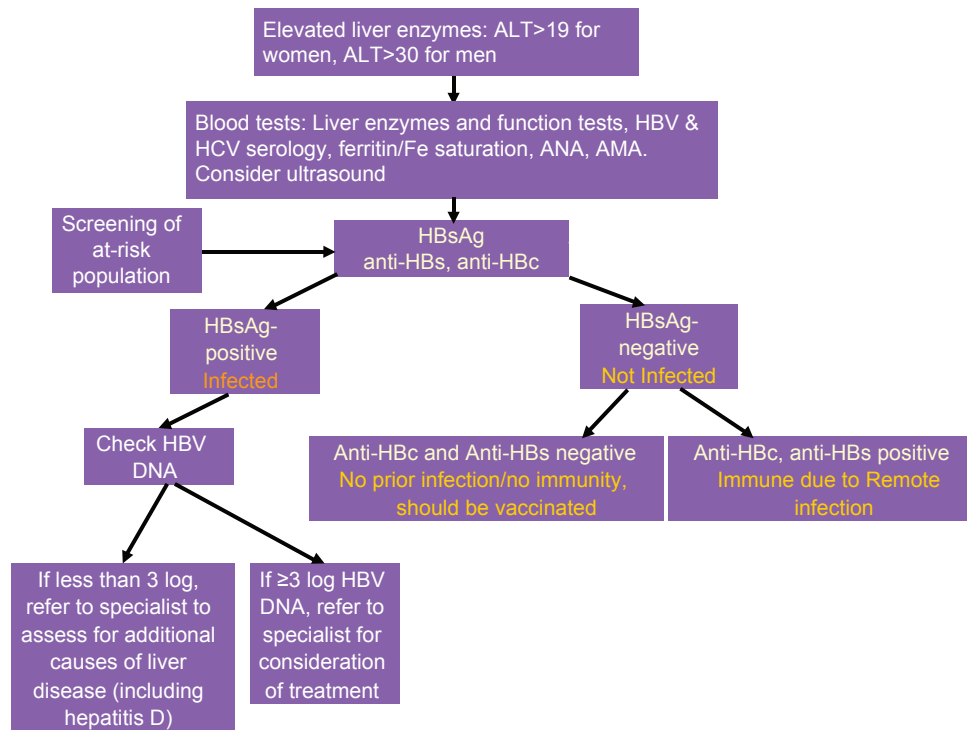 Elevated liver enzymes: ALT>19 for
women, ALT>30 for men
Blood tests: Liver enzymes and function tests, HBV &
HCV serology, ferritin/Fe saturation, ANA, AMA.
Consider ultrasound
Screening of
at-risk
population
HBsAg
anti-HBs, anti-HBc
HBsAg-
positive
Infected
HBsAg-
negative
Not Infected
Check HBV
DNA
Anti-HBc and Anti-HBs negative
No prior infection/no immunity,
should be vaccinated
Anti-HBc, anti-HBs positive
Immune due to Remote
infection
If less than 3 log,
refer to specialist to
assess for additional
causes of liver
disease (including
hepatitis D)
If ≥3 log HBV
DNA, refer to
specialist for
consideration
of treatment